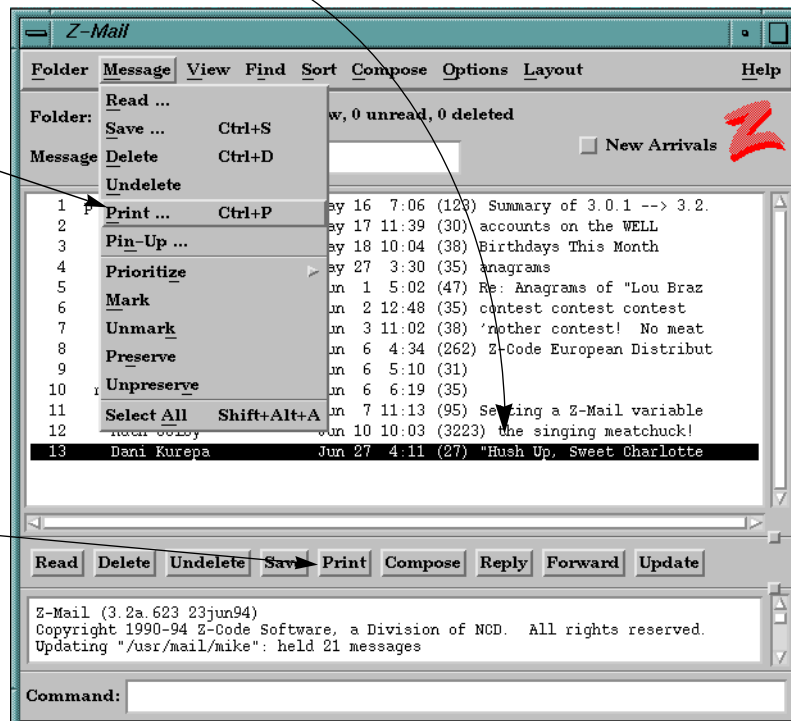 Z-Mail
Folder Message View Find Sort Compose Options Layout Help
Folder: w, 0 unread, 0 deleted
Message
New Arrivals
Read ...
Save ... Ctrl+S
Delete Ctrl+D
Undelete
Print ... Ctrl+P
Pin-Up ...
Prioritize
Mark
Unmark
Preserve
Unpreserve
Select All Shift+Alt+A
1 p ay 16 7:06 (123) Summary of 3.0.1 --> 3.2.
2 ay 17 11:39 (30) accounts on the WELL
3 ay 18 10:04 (38) Birthdays This Month
4 ay 27 3:30 (35) anagrams
5 un 1 5:02 (47) Re: Anagrams of "Lou Braz
6 un 2 12:48 (35) contest contest contest
7 un 3 11:02 (38) 'nother contest! No meat
8 un 6 4:34 (262) Z-Code European Distribut
9 un 6 5:10 (31)
10 un 6 6:19 (35)
11 un 7 11:13 (95) Setting a Z-Mail variable
12 Jun 10 10:03 (3223) the singing meatchuck!
13 Dani Kurepa Jun 27 4:11 (27) "Hush Up, Sweet Charlotte
Read Delete Undelete Save Print Compose Reply Forward Update
Z-Mail (3.2a.623 23jun94)
Copyright 1990-94 Z-Code Software, a Division of NCD. All rights reserved.
Updating "/usr/mail/mike": held 21 messages
Command: